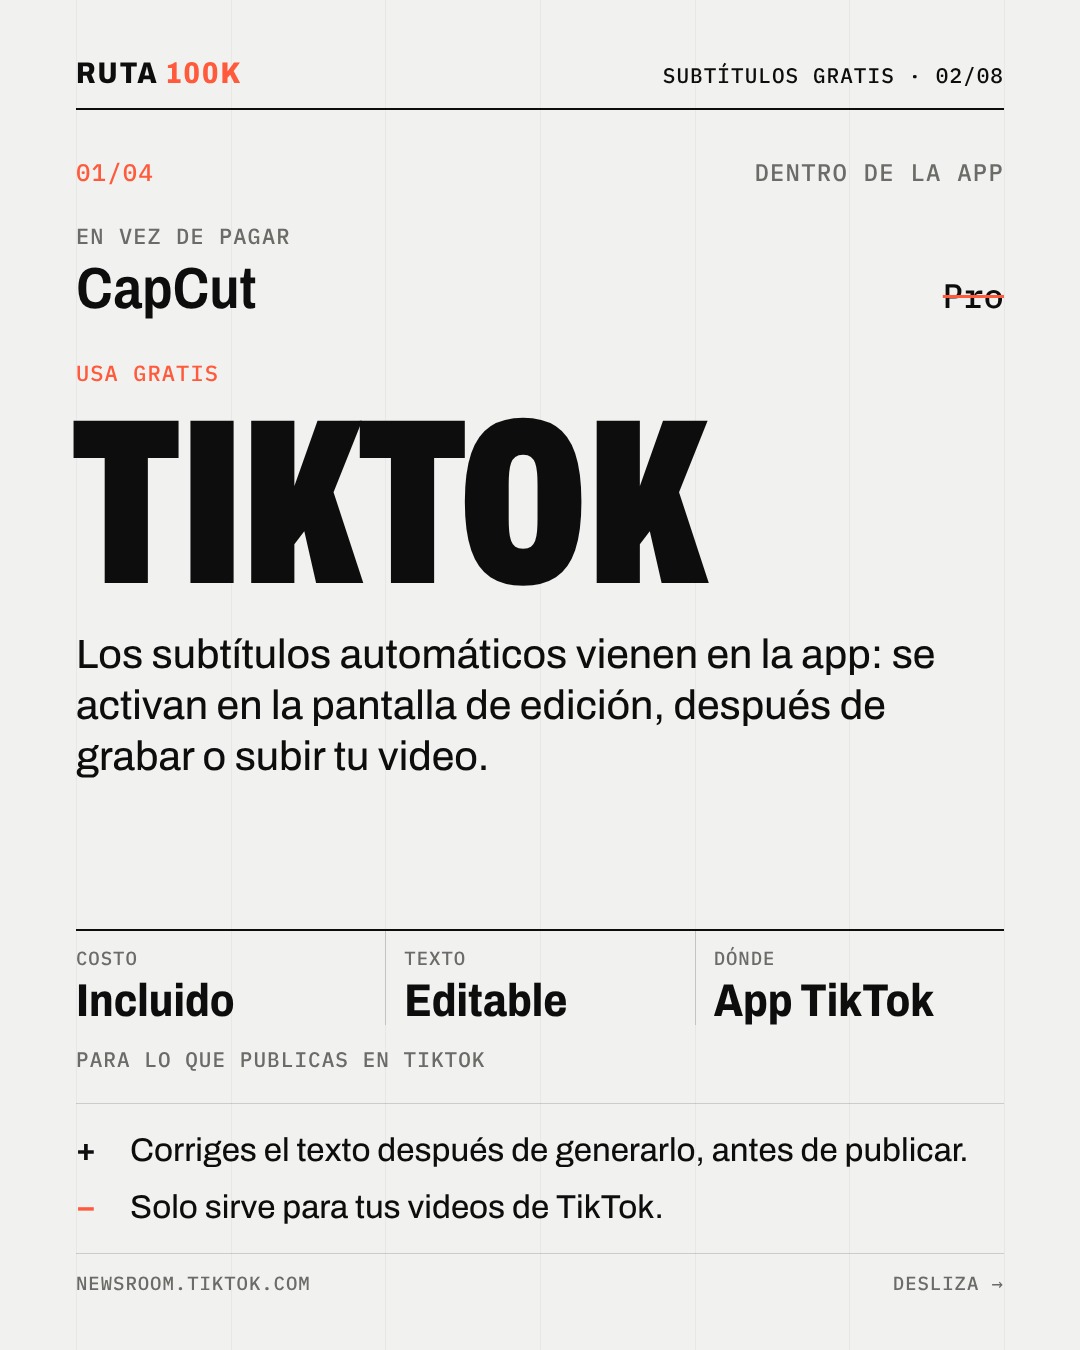 RUTA 100K
SUBTÍTULOS GRATIS · 02/08
01/04
DENTRO DE LA APP
EN VEZ DE PAGAR
CapCut
Pro
USA GRATIS
TIKTOK
Los subtítulos automáticos vienen en la app: se
activan en la pantalla de edición, después de
grabar o subir tu video.
COSTO
Incluido
TEXTO
Editable
DÓNDE
App TikTok
PARA LO QUE PUBLICAS EN TIKTOK
+ Corriges el texto después de generarlo, antes de publicar.
– Solo sirve para tus videos de TikTok.
NEWSROOM.TIKTOK.COM
DESLIZA →